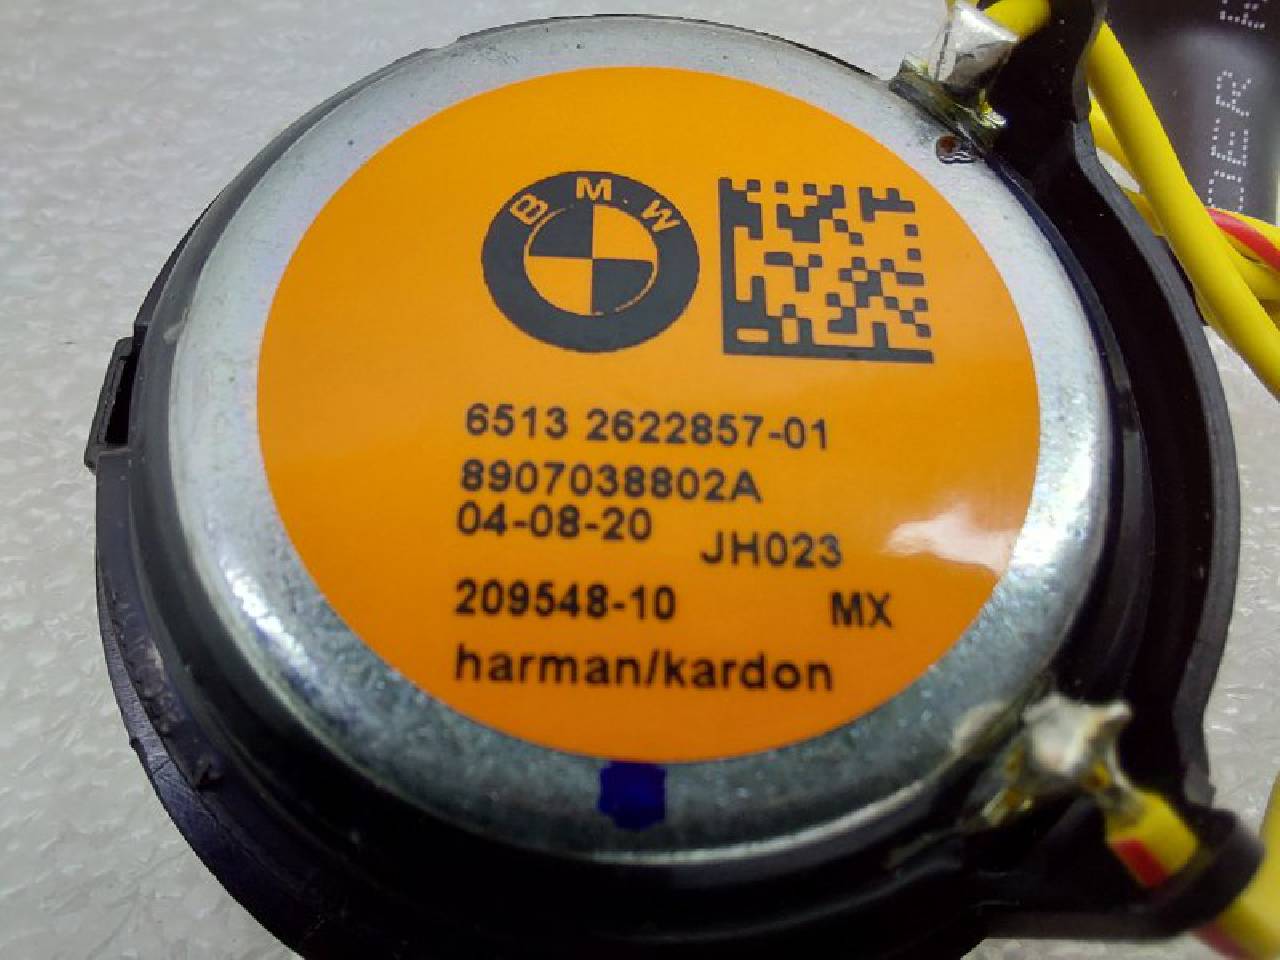 BMW
6513 2622857-01
8907038802A
04-08-20 JH023
209548-10 MX
harman/kardon